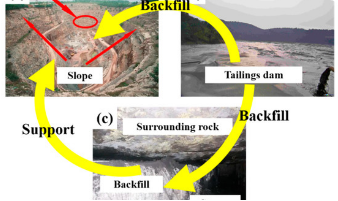 Backfill
Slope
Tailings dam
Backfill
(c)
Surrounding rock
Support
Backfill